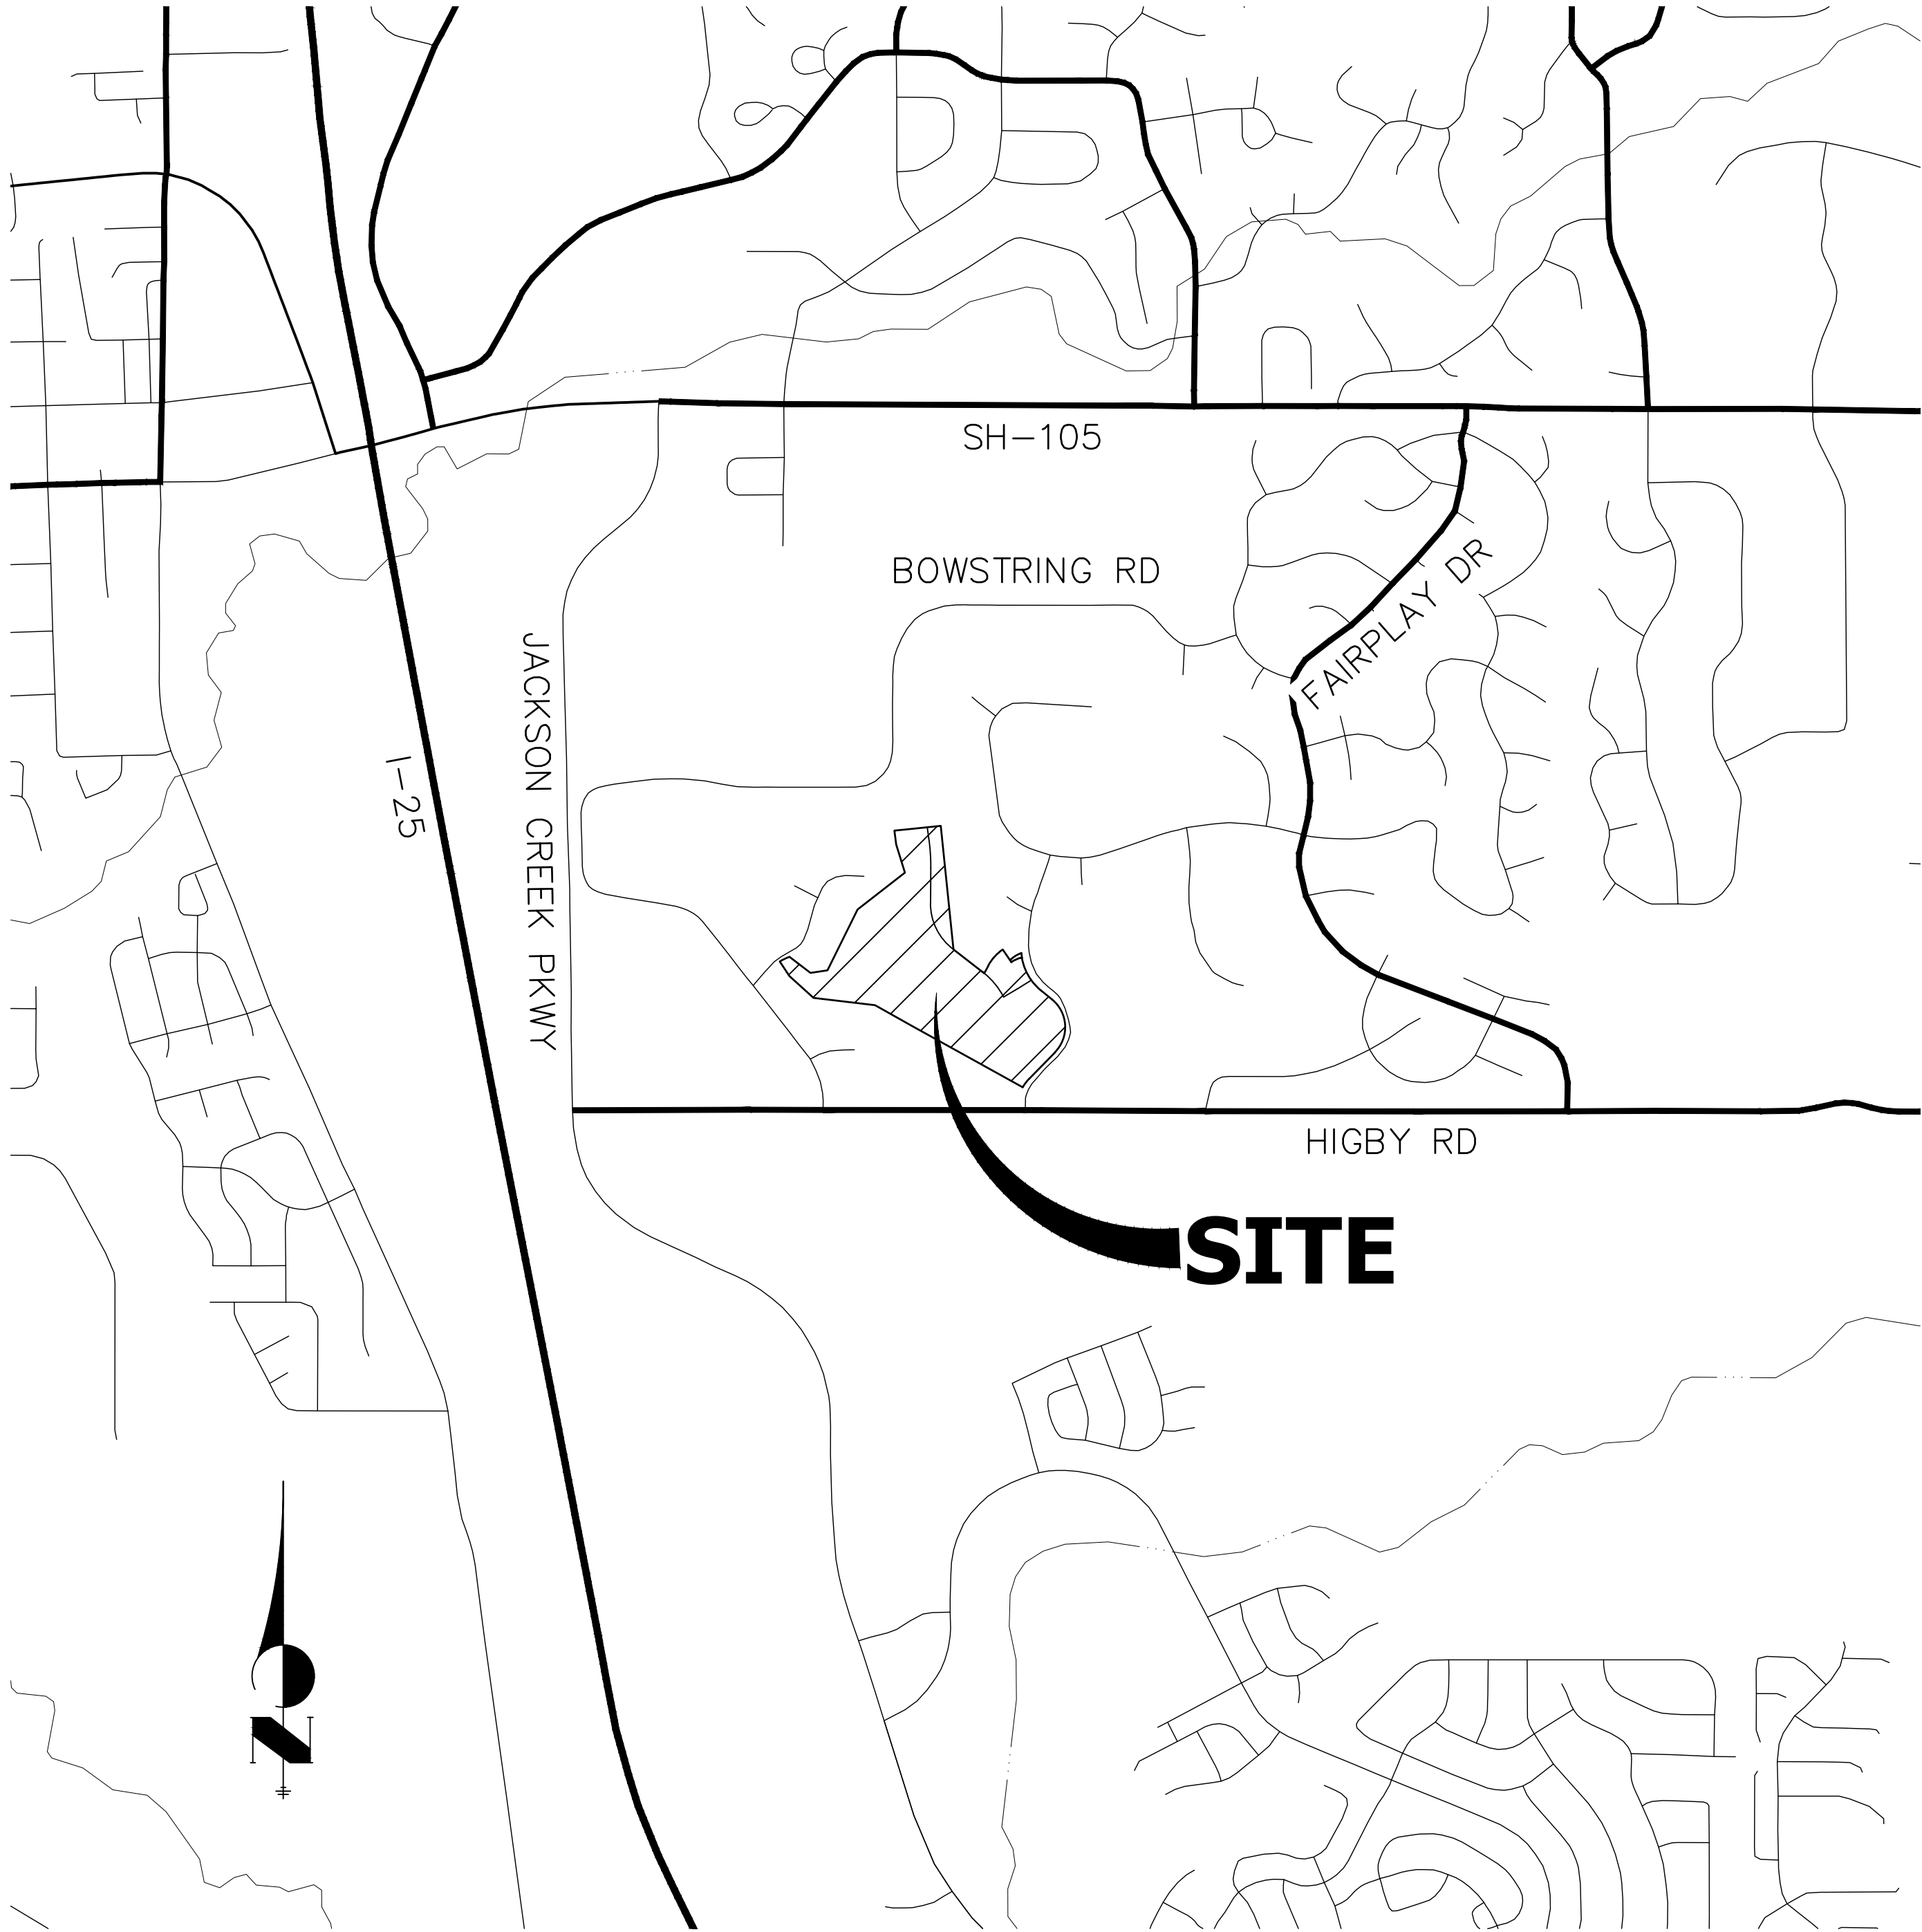 SH-105
BOWSTRING RD
FAIRPLAY DR
JACKSON CREEK PKWY
I-25
HIGBY RD
SITE
N